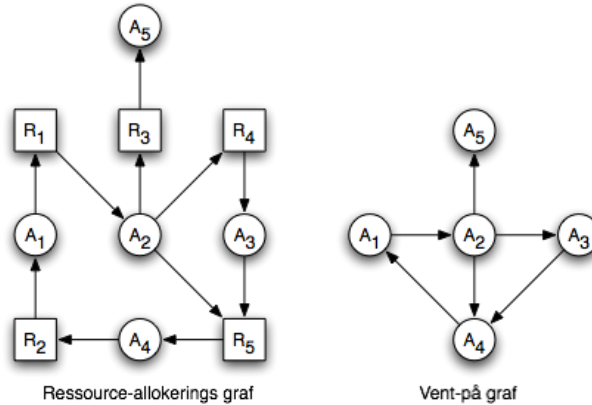 A5
R1 R3 R4 A5
A1 A2 A3 A1 A2 A3
R2 A4 R5 A4
Ressource-allokerings graf Vent-på graf